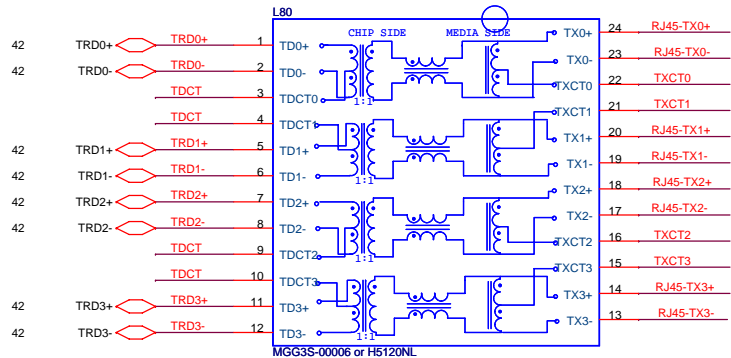 L80
CHIP SIDE MEDIA SIDE
42 TRD0+ TRD0+ 1 TD0+ TX0+ 24 RJ45-TX0+
42 TRD0- TRD0- 2 TD0- TX0- 23 RJ45-TX0-
TDCT 3 TDCT0 TXCT0 22 TXCT0
1:1
TDCT 4 TDCT1 TXCT1 21 TXCT1
42 TRD1+ TRD1+ 5 TD1+ TX1+ 20 RJ45-TX1+
42 TRD1- TRD1- 6 TD1- TX1- 19 RJ45-TX1-
1:1
42 TRD2+ TRD2+ 7 TD2+ TX2+ 18 RJ45-TX2+
42 TRD2- TRD2- 8 TD2- TX2- 17 RJ45-TX2-
TDCT 9 TDCT2 TXCT2 16 TXCT2
1:1
TDCT 10 TDCT3 TXCT3 15 TXCT3
42 TRD3+ TRD3+ 11 TD3+ TX3+ 14 RJ45-TX3+
42 TRD3- TRD3- 12 TD3- TX3- 13 RJ45-TX3-
1:1
MGG3S-00006 or H5120NL